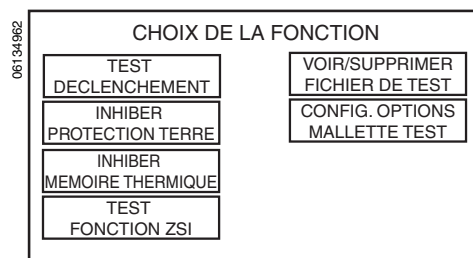 06134962
CHOIX DE LA FONCTION
TEST
DECLENCHEMENT
INHIBER
PROTECTION TERRE
INHIBER
MEMOIRE THERMIQUE
TEST
FONCTION ZSI
VOIR/SUPPRIMER
FICHIER DE TEST
CONFIG. OPTIONS
MALLETTE TEST